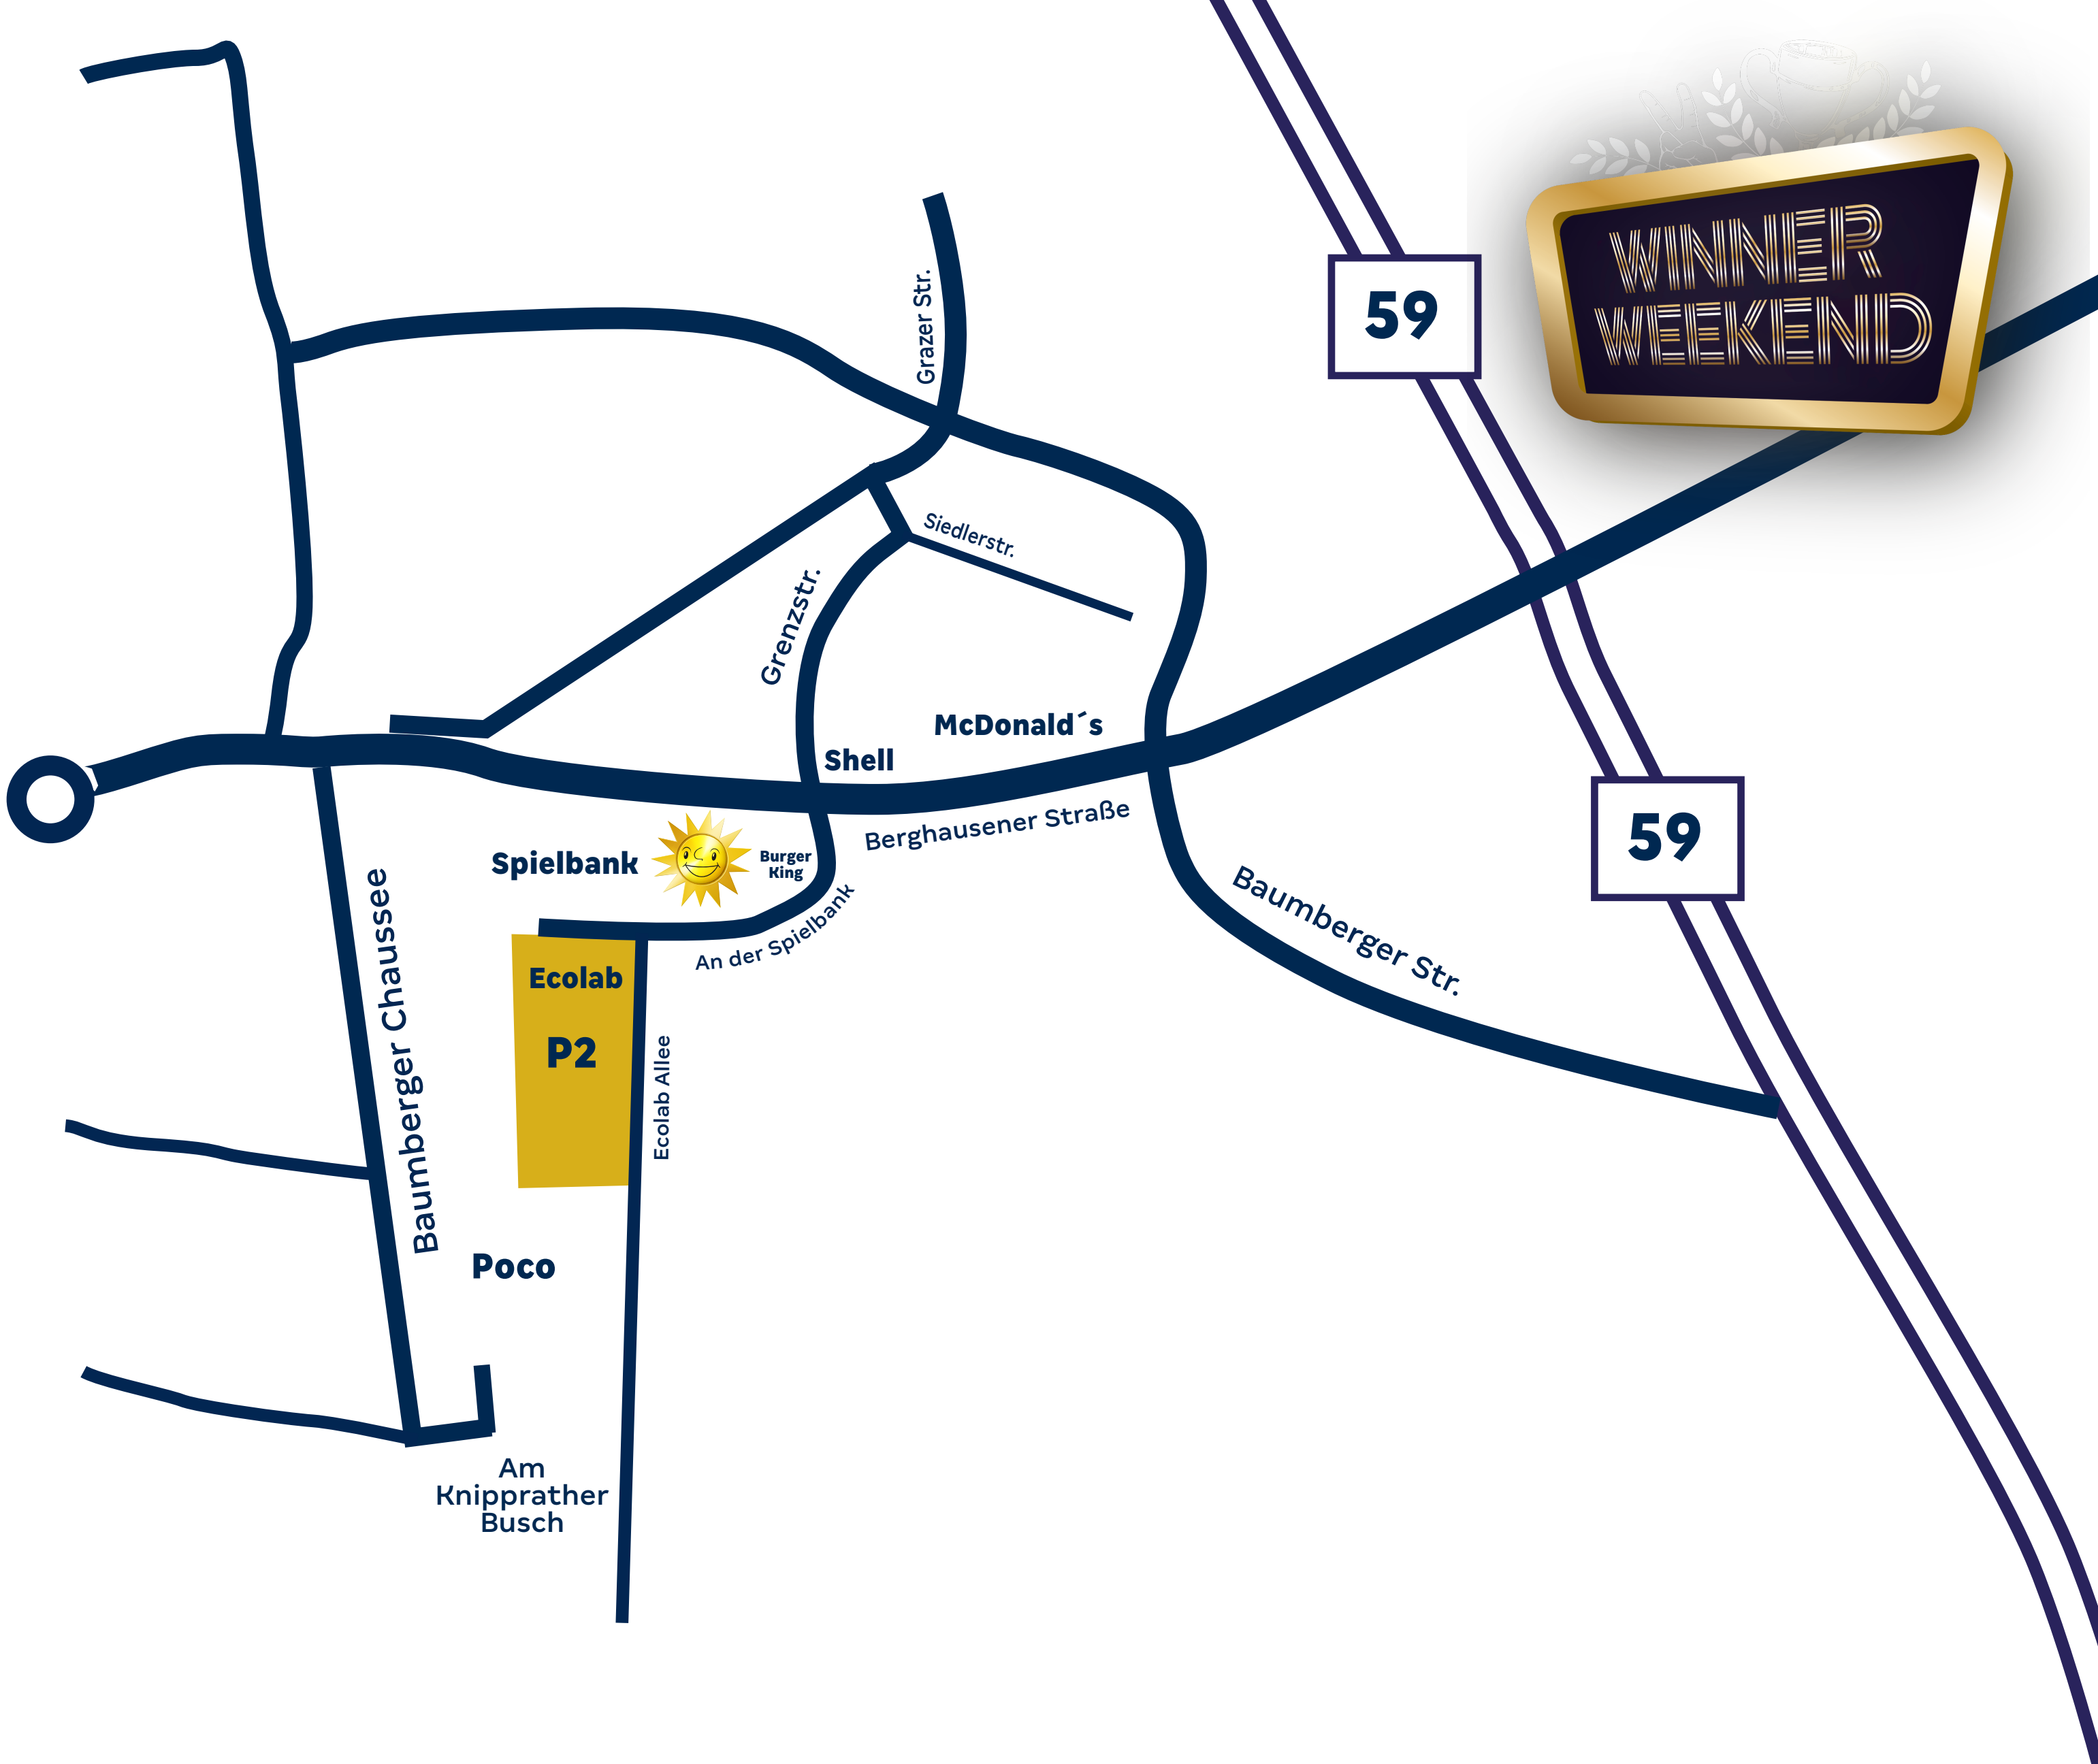 WINNER
WEEKEND
59
Grazer Str.
Siedlerstr.
Grenzstr.
McDonald´s
Shell
Berghausener Straße
59
Spielbank
Burger
King
An der Spielbank
Baumberger Str.
Baumberger Chaussee
Ecolab
P2
Ecolab Allee
Poco
Am
Knipprather
Busch